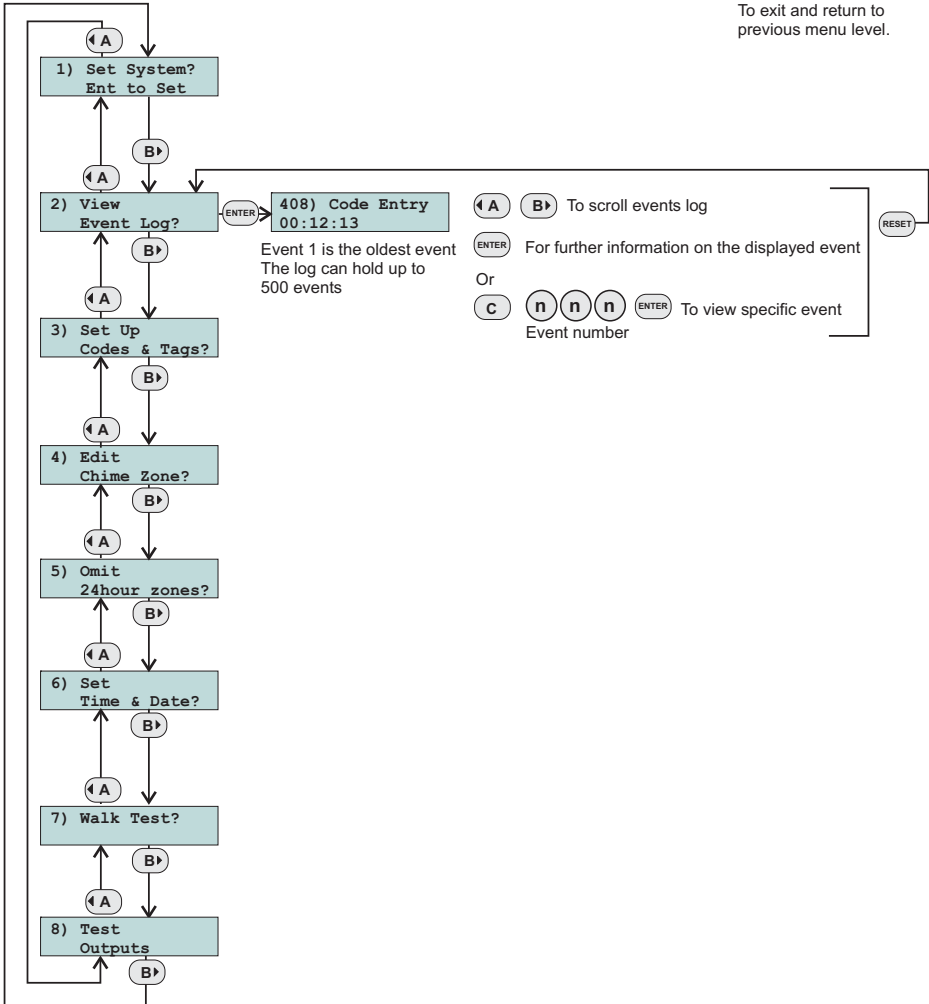 To exit and return to
previous menu level.
A
1) Set System?
Ent to Set
B
A
2) View
Event Log?
ENTER
408) Code Entry
00:12:13
A B To scroll events log
RESET
B
Event 1 is the oldest event
The log can hold up to
500 events
ENTER For further information on the displayed event
Or
C n n n ENTER To view specific event
Event number
A
3) Set Up
Codes & Tags?
B
A
4) Edit
Chime Zone?
B
A
5) Omit
24hour zones?
B
A
6) Set
Time & Date?
B
A
7) Walk Test?
B
A
8) Test
Outputs
B